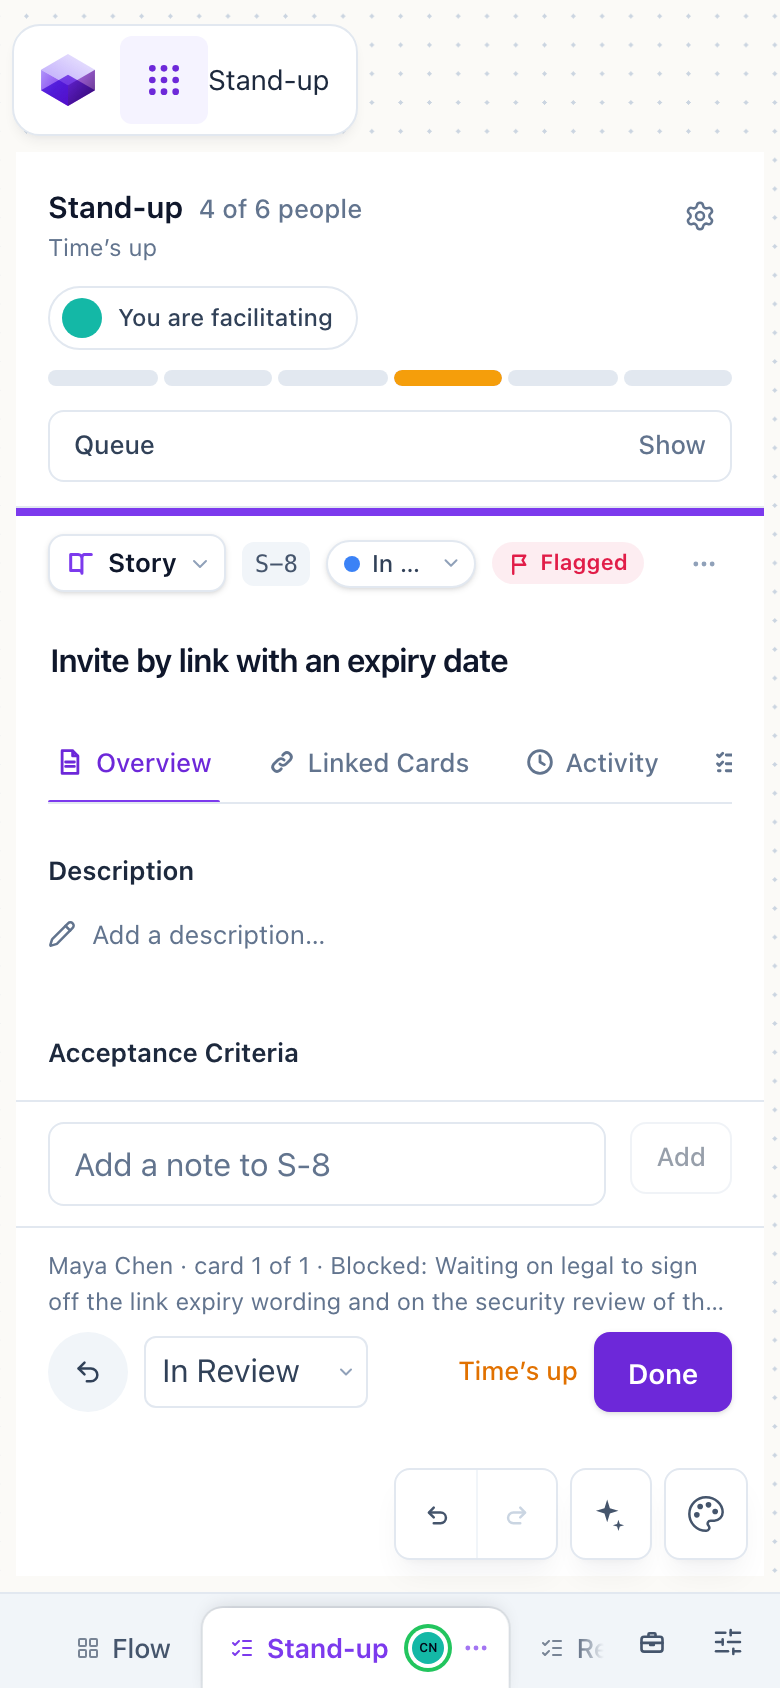 Stand-up
Stand-up 4 of 6 people
Time's up
You are facilitating
Queue Show
Story S-8 In ... Flagged
Invite by link with an expiry date
Overview Linked Cards Activity
Description
Add a description...
Acceptance Criteria
Add a note to S-8 Add
Maya Chen · card 1 of 1 · Blocked: Waiting on legal to sign
off the link expiry wording and on the security review of th...
In Review Time's up Done
Flow Stand-up CN